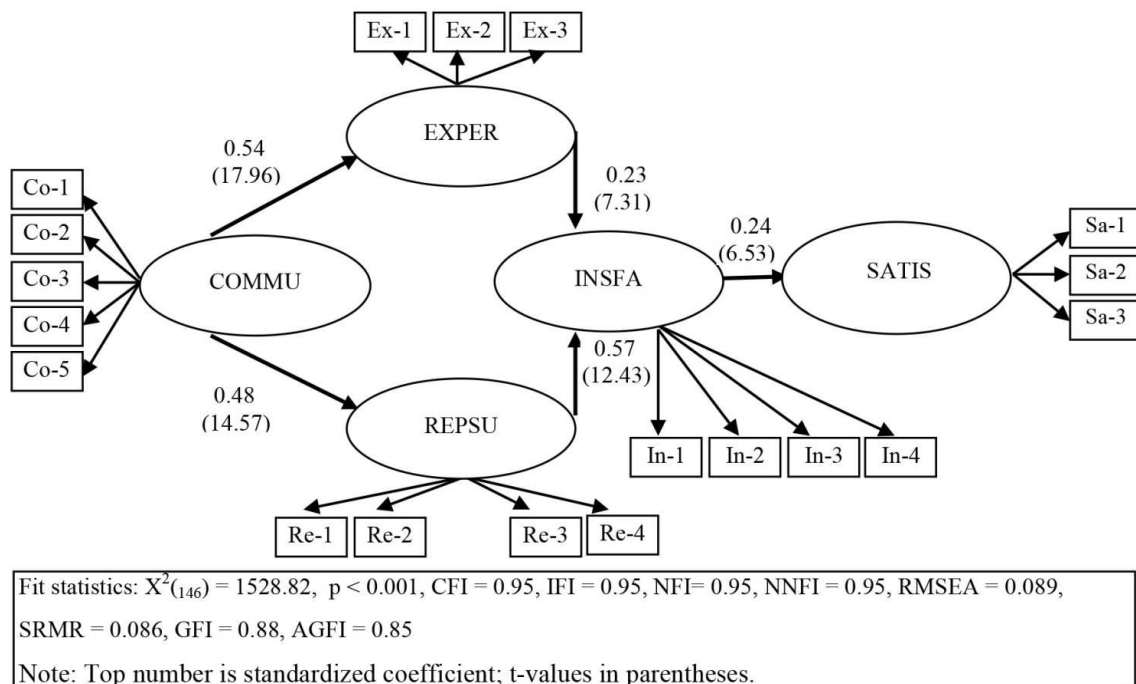 Ex-1
Ex-2
Ex-3
EXPER
0.54
(17.96)
0.23
(7.31)
Co-1
Co-2
Co-3
Co-4
Co-5
COMMU
INSFA
0.24
(6.53)
SATIS
Sa-1
Sa-2
Sa-3
0.48
(14.57)
REPSU
0.57
(12.43)
In-1
In-2
In-3
In-4
Re-1
Re-2
Re-3
Re-4
Fit statistics: X²(₁₄₆) = 1528.82, p < 0.001, CFI = 0.95, IFI = 0.95, NFI= 0.95, NNFI = 0.95, RMSEA = 0.089,
SRMR = 0.086, GFI = 0.88, AGFI = 0.85
Note: Top number is standardized coefficient; t-values in parentheses.